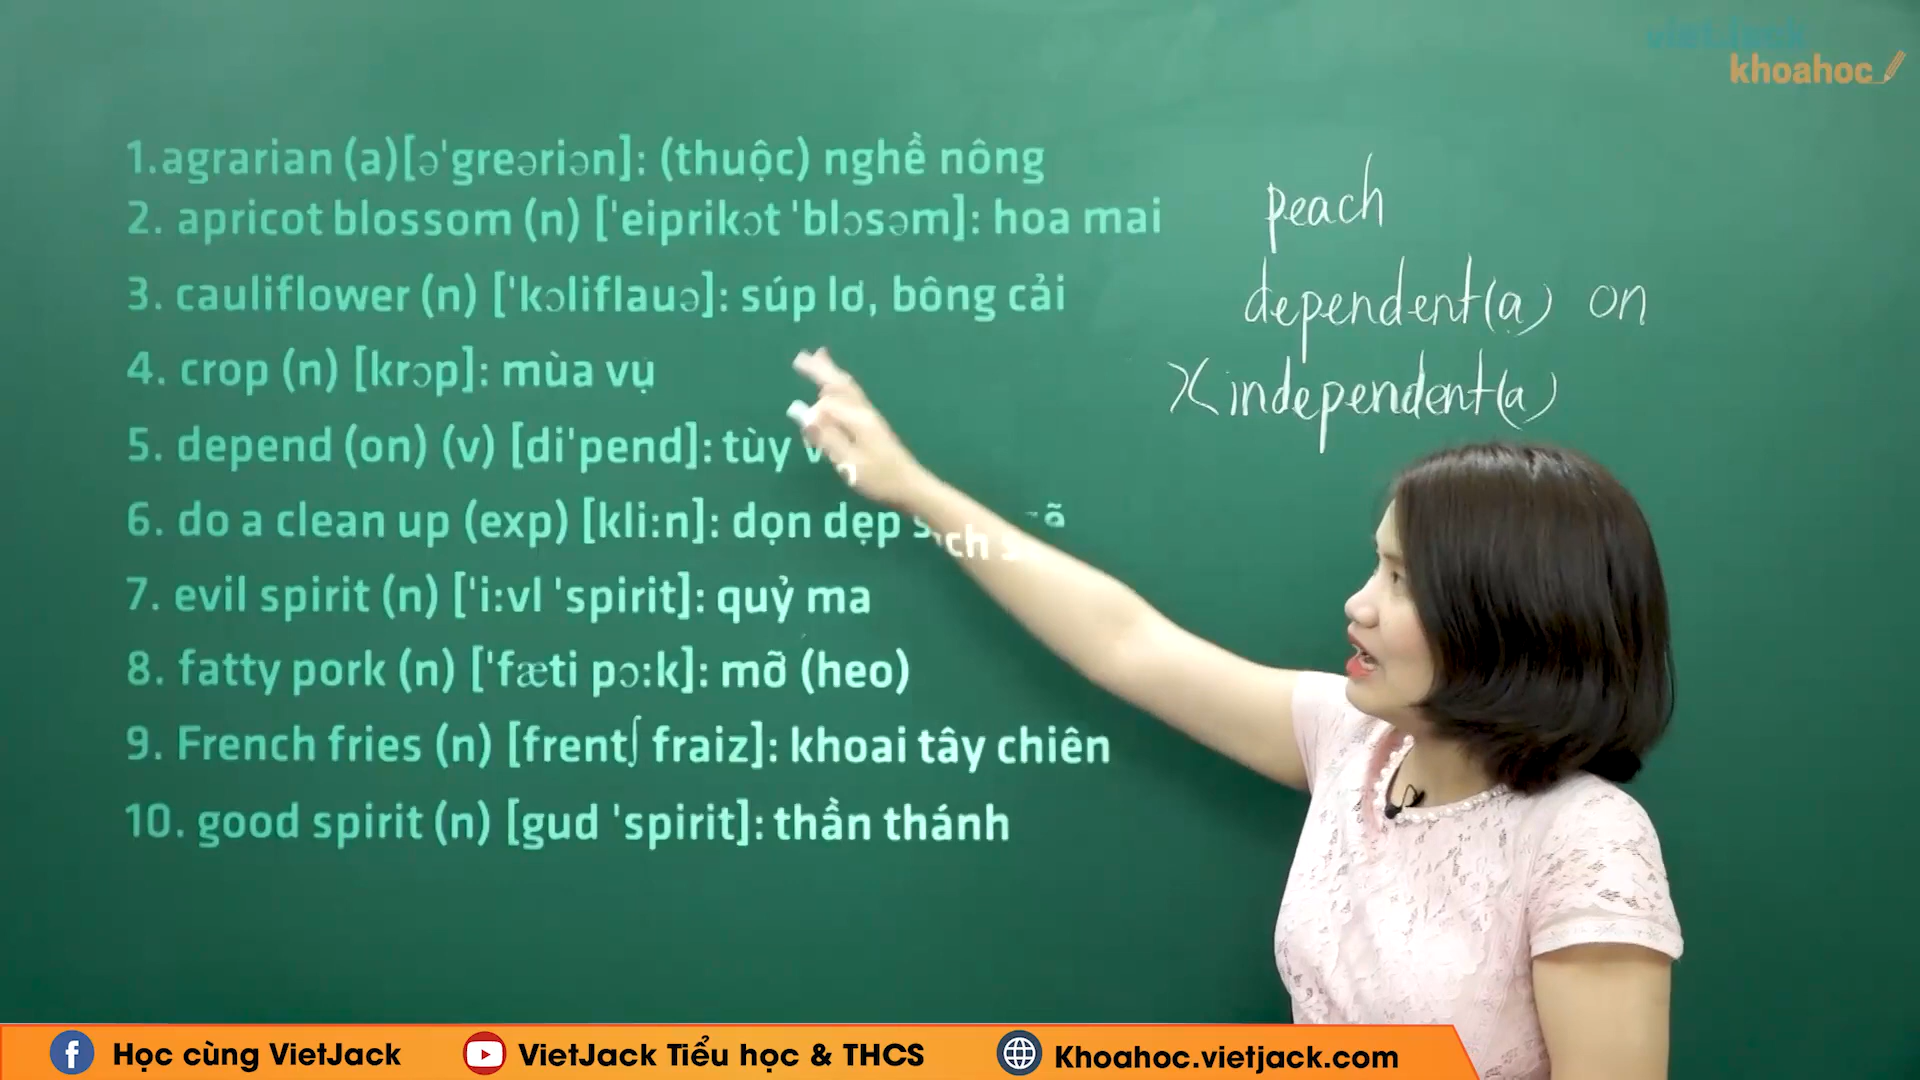 vietjack
khoahoc
1.agrarian (a)[ə'greəriən]: (thuộc) nghề nông
2. apricot blossom (n) ['eiprikɔt 'blɔsəm]: hoa mai
3. cauliflower (n) ['kɔliflauə]: súp lơ, bông cải
4. crop (n) [krɔp]: mùa vụ
5. depend (on) (v) [di'pend]: tùy
6. do a clean up (exp) [kli:n]: dọn dẹp
7. evil spirit (n) ['i:vl 'spirit]: quỷ ma
8. fatty pork (n) ['fæti pɔ:k]: mỡ (heo)
9. French fries (n) [frent∫ fraiz]: khoai tây chiên
10. good spirit (n) [gud 'spirit]: thần thánh
peach
dependent(a) on
X independent(a)
Học cùng VietJack
VietJack Tiểu học & THCS
Khoahoc.vietjack.com